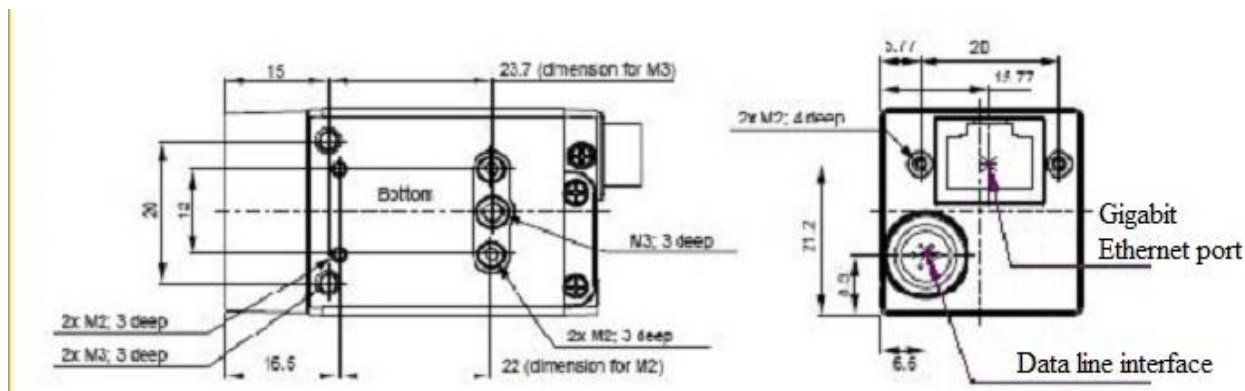 15
23.7 (dimension for M3)
20
12
Bottom
M3; 3 deep
2x M2; 3 deep
2x M3; 3 deep
2x M2; 3 deep
16.5
22 (dimension for M2)
5.77
20
15.77
2x M2; 4 deep
21.2
6.5
Gigabit
Ethernet port
Data line interface